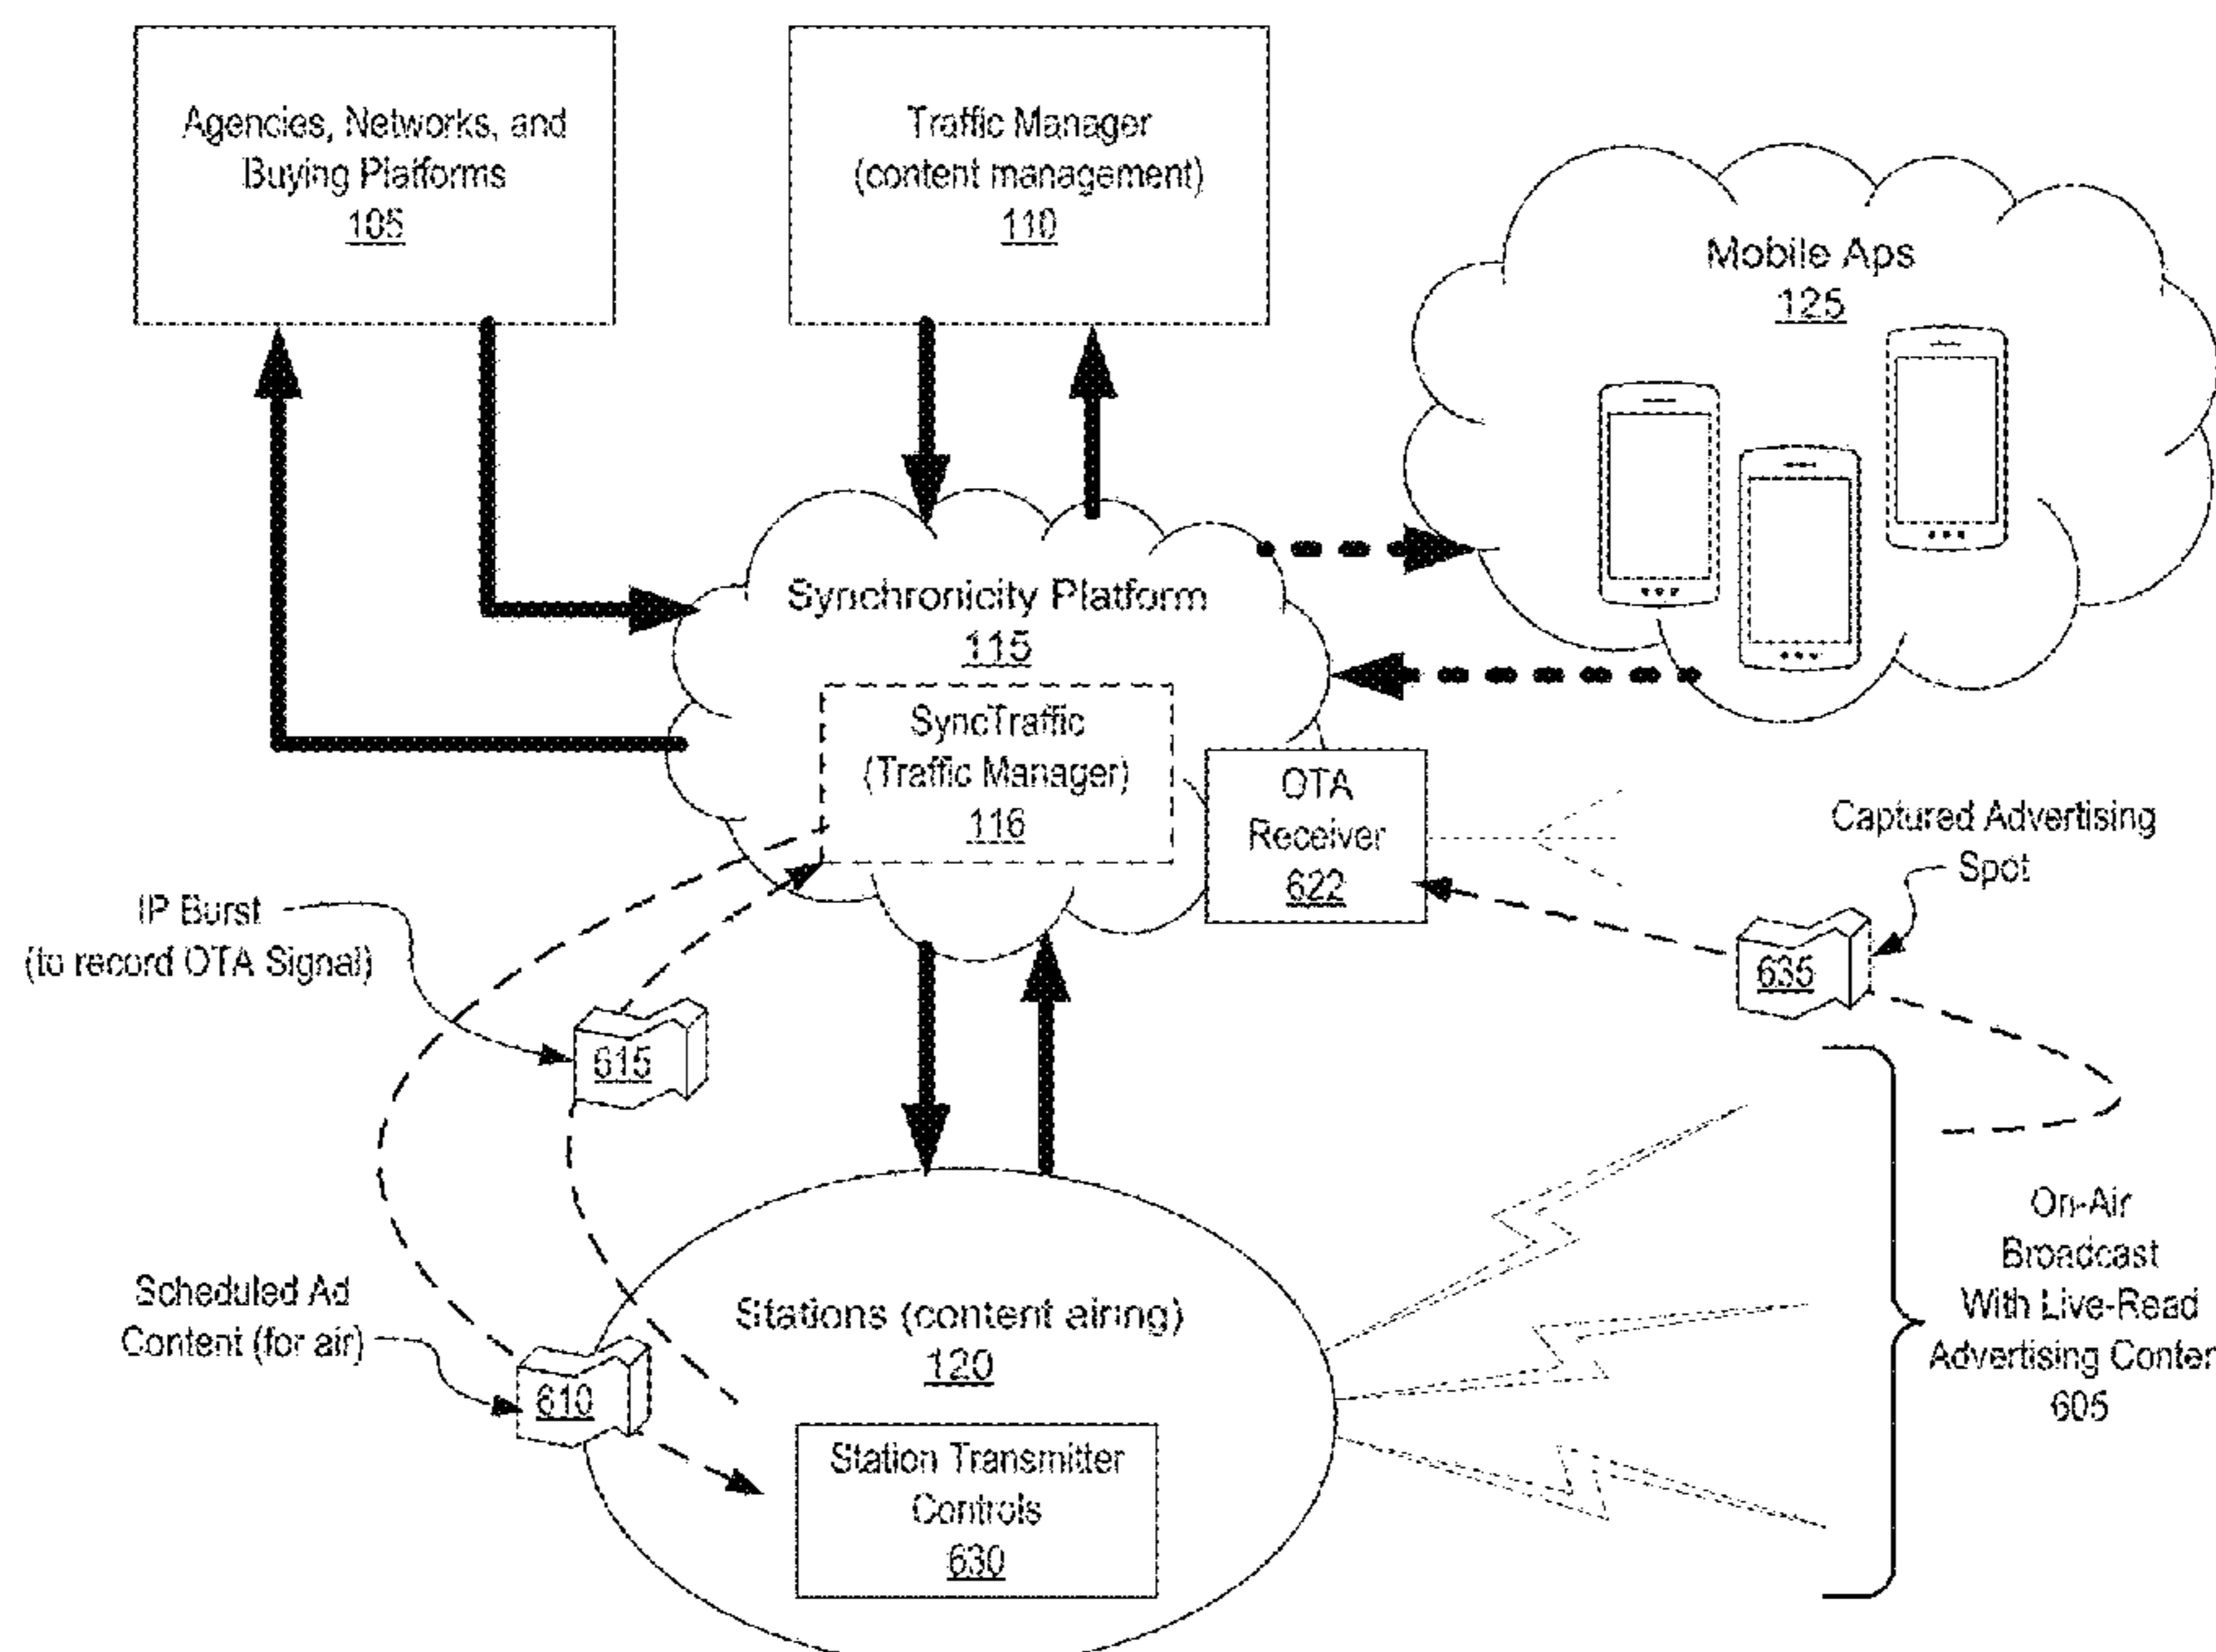 Agencies, Networks, and
Buying Platforms
105
Traffic Manager
(content management)
110
Mobile Aps
125
Synchronicity Platform
115
SyncTraffic
(Traffic Manager)
116
OTA
Receiver
622
Captured Advertising
Spot
635
IP Burst
(to record OTA Signal)
615
Scheduled Ad
Content (for air)
610
Stations (content airing)
120
Station Transmitter
Controls
630
On-Air
Broadcast
With Live-Read
Advertising Conten
605